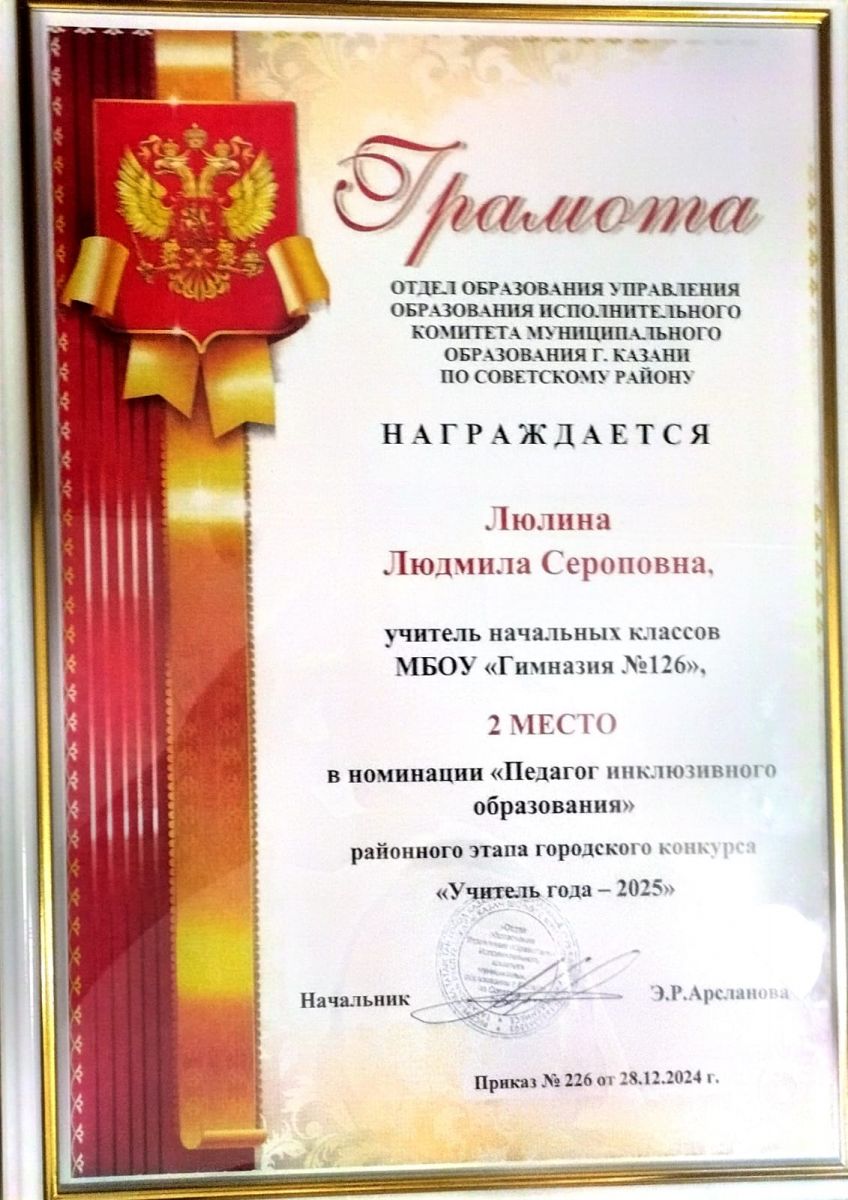 Грамота
ОТДЕЛ ОБРАЗОВАНИЯ УПРАВЛЕНИЯ
ОБРАЗОВАНИЯ ИСПОЛНИТЕЛЬНОГО
КОМИТЕТА МУНИЦИПАЛЬНОГО
ОБРАЗОВАНИЯ Г. КАЗАНИ
ПО СОВЕТСКОМУ РАЙОНУ
НАГРАЖДАЕТСЯ
Люлина
Людмила Сероповна,
учитель начальных классов
МБОУ «Гимназия №126»,
2 МЕСТО
в номинации «Педагог инклюзивного
образования»
районного этапа городского конкурса
«Учитель года – 2025»
Начальник Э.Р.Арсланова
Приказ № 226 от 28.12.2024 г.